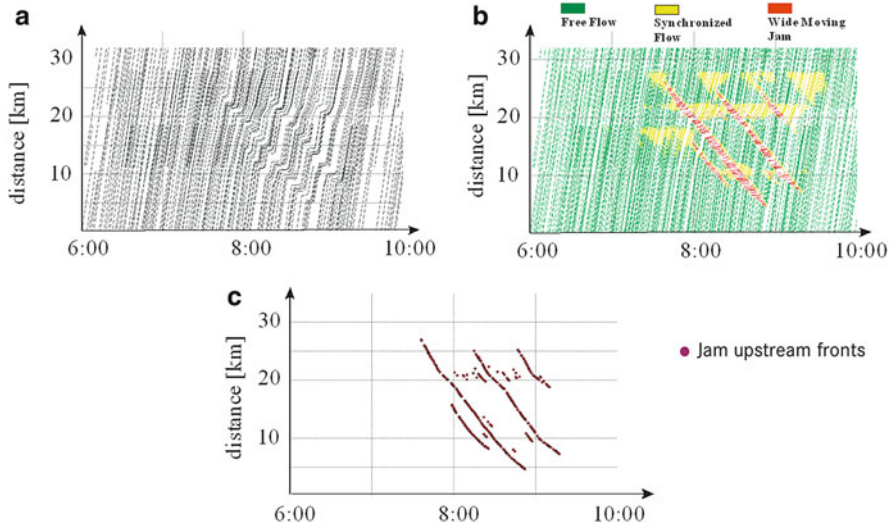 a
distance [km]
30
20
10
6:00
8:00
10:00
b
Free Flow
Synchronized
Flow
Wide Moving
Jam
distance [km]
30
20
10
6:00
8:00
10:00
c
distance [km]
30
20
10
6:00
8:00
10:00
Jam upstream fronts